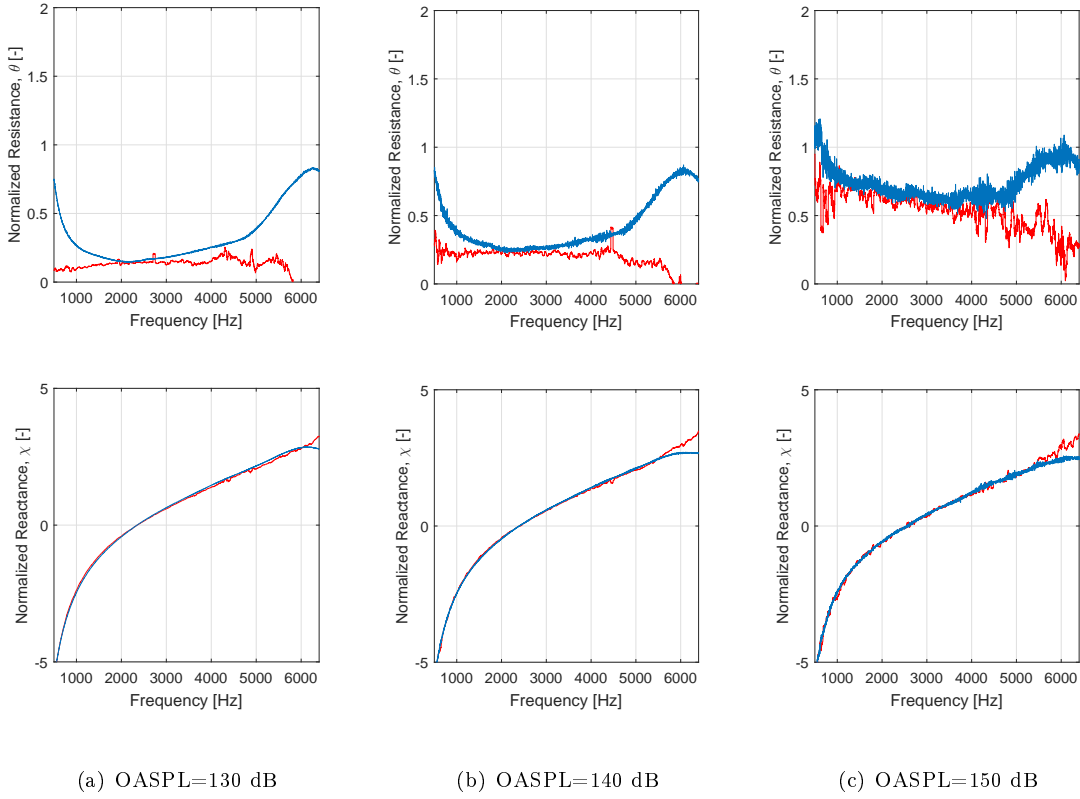 2
1.5
1
0.5
0
Normalized Resistance, θ [-]
1000 2000 3000 4000 5000 6000
Frequency [Hz]
2
1.5
1
0.5
0
Normalized Resistance, θ [-]
1000 2000 3000 4000 5000 6000
Frequency [Hz]
2
1.5
1
0.5
0
Normalized Resistance, θ [-]
1000 2000 3000 4000 5000 6000
Frequency [Hz]
5
0
-5
Normalized Reactance, χ [-]
1000 2000 3000 4000 5000 6000
Frequency [Hz]
5
0
-5
Normalized Reactance, χ [-]
1000 2000 3000 4000 5000 6000
Frequency [Hz]
5
0
-5
Normalized Reactance, χ [-]
1000 2000 3000 4000 5000 6000
Frequency [Hz]
(a) OASPL=130 dB
(b) OASPL=140 dB
(c) OASPL=150 dB